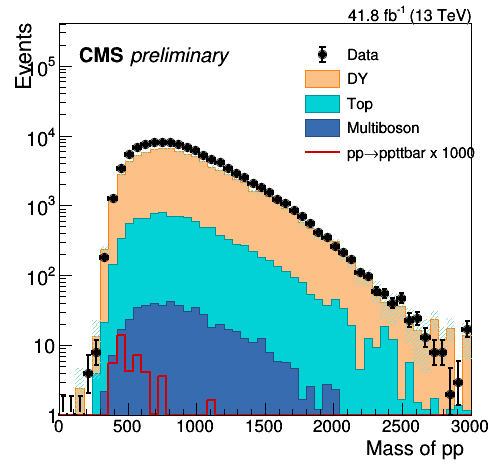 41.8 fb⁻¹ (13 TeV)
Events
CMS preliminary
Data
DY
Top
Multiboson
pp→ppttbar x 1000
10⁵
10⁴
10³
10²
10
1
0 500 1000 1500 2000 2500 3000
Mass of pp